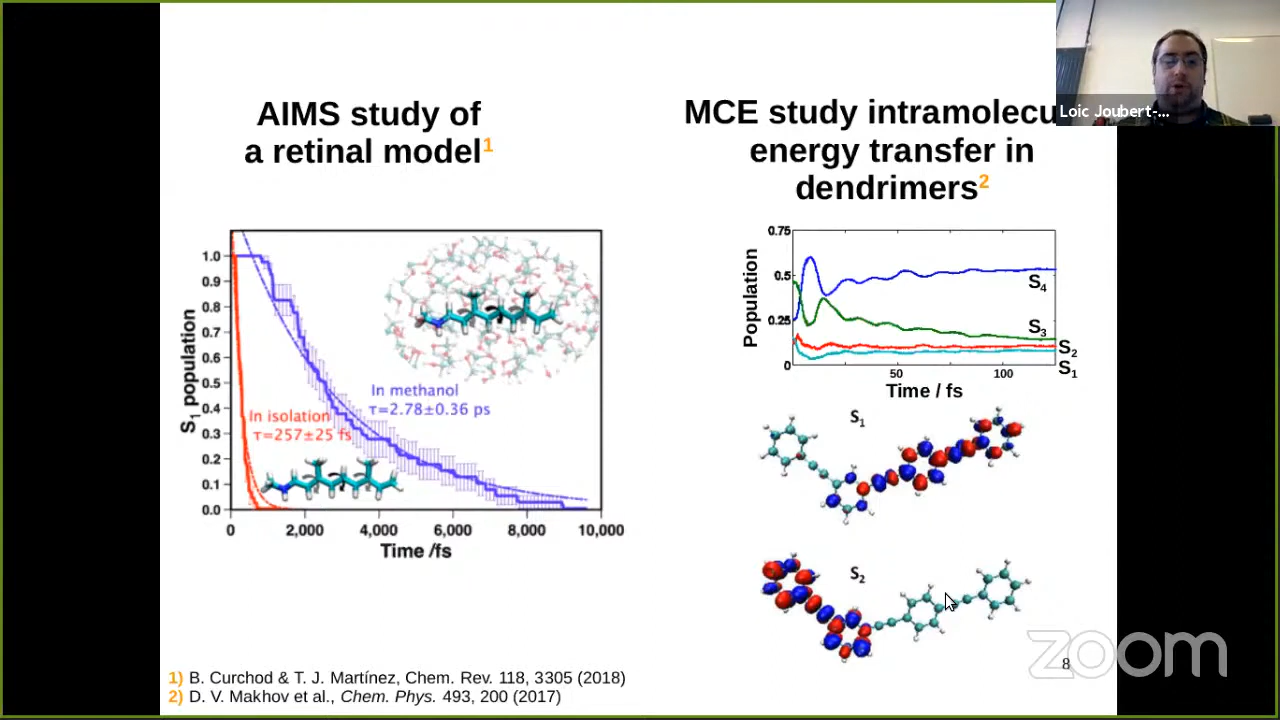 AIMS study of
a retinal model1
MCE study intramolecu
energy transfer in
dendrimers2
Loic Joubert-...
S1 population
1.0
0.9
0.8
0.7
0.6
0.5
0.4
0.3
0.2
0.1
0.0
In methanol
τ=2.78±0.36 ps
In isolation
τ=257±25 fs
0 2,000 4,000 6,000 8,000 10,000
Time /fs
Population
0.75
0.5
0.25
0
S4
S3
S2
S1
50 100
Time / fs
S1
S2
8
zoom
1) B. Curchod & T. J. Martínez, Chem. Rev. 118, 3305 (2018)
2) D. V. Makhov et al., Chem. Phys. 493, 200 (2017)